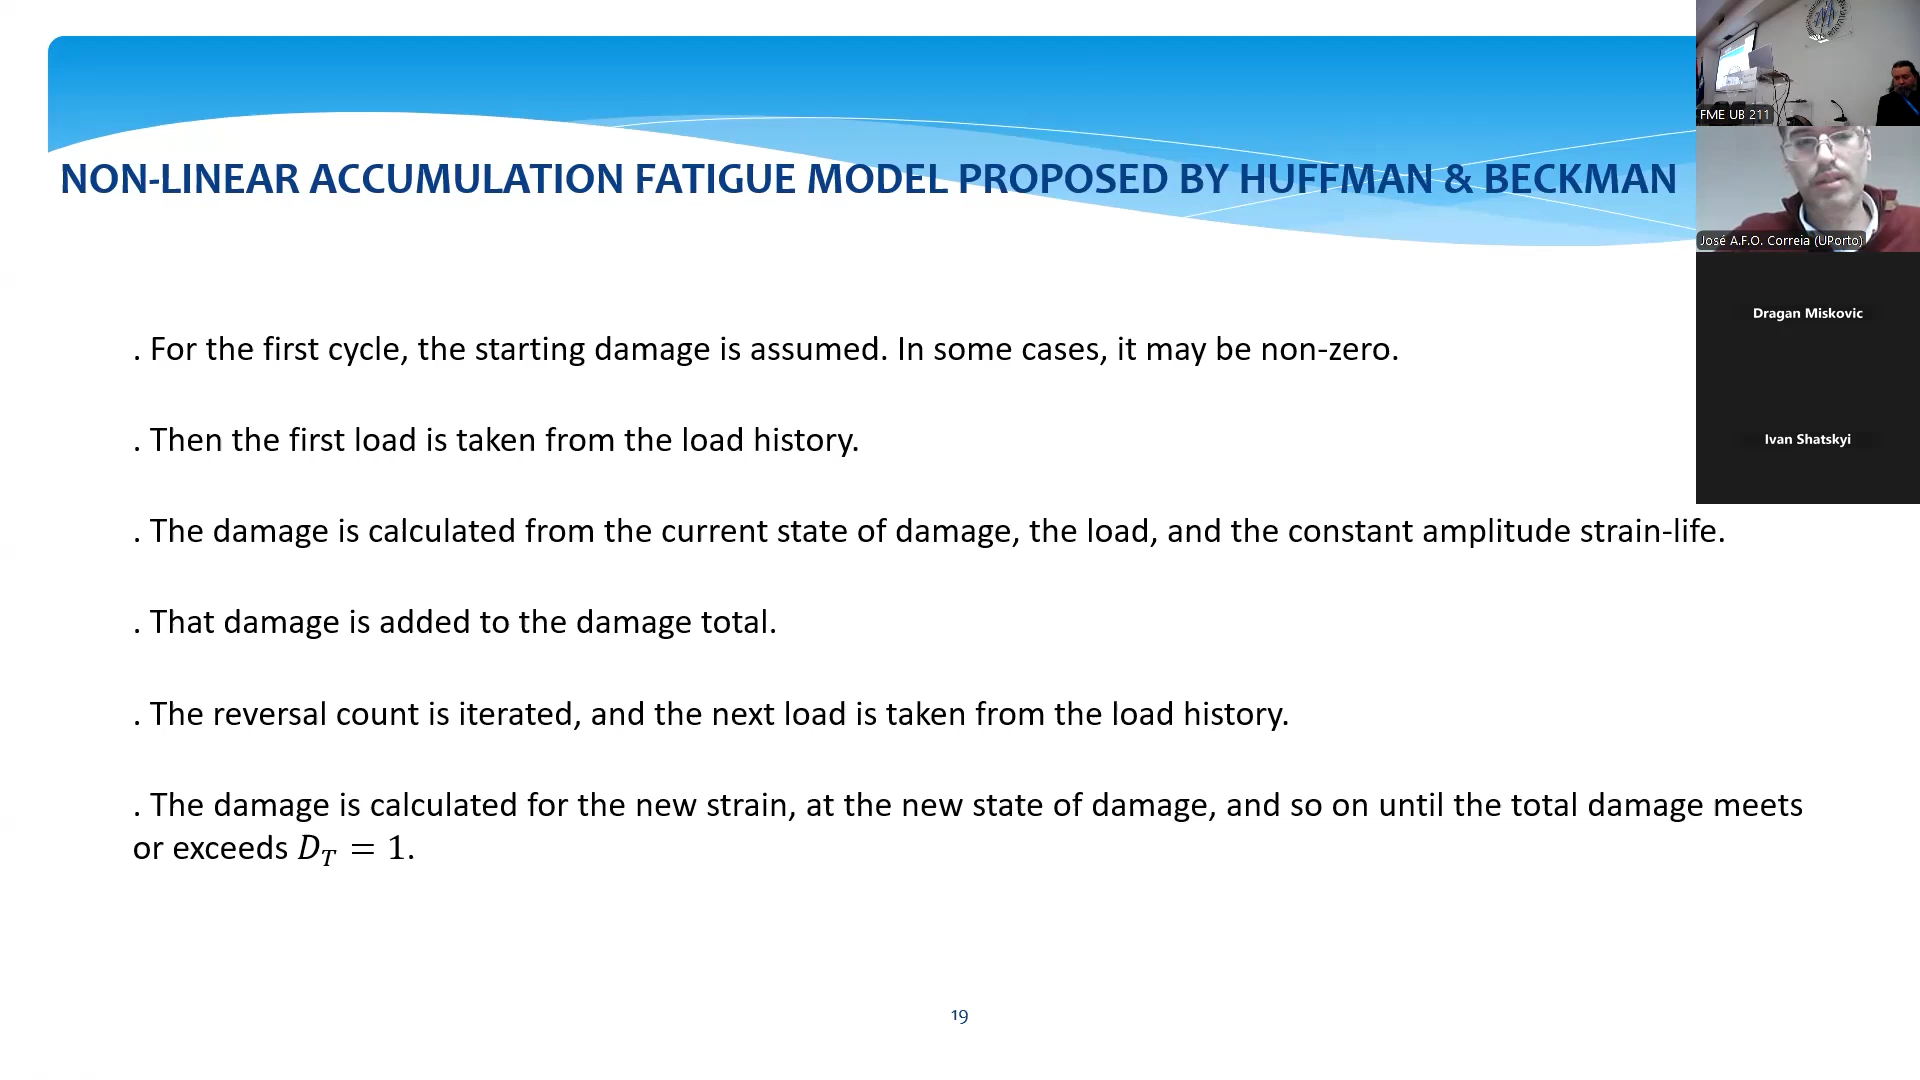 NON-LINEAR ACCUMULATION FATIGUE MODEL PROPOSED BY HUFFMAN & BECKMAN
. For the first cycle, the starting damage is assumed. In some cases, it may be non-zero.
. Then the first load is taken from the load history.
. The damage is calculated from the current state of damage, the load, and the constant amplitude strain-life.
. That damage is added to the damage total.
. The reversal count is iterated, and the next load is taken from the load history.
. The damage is calculated for the new strain, at the new state of damage, and so on until the total damage meets
or exceeds D_T = 1.
19
FME UB 211
José A.F.O. Correia (UPorto)
Dragan Miskovic
Ivan Shatskyi